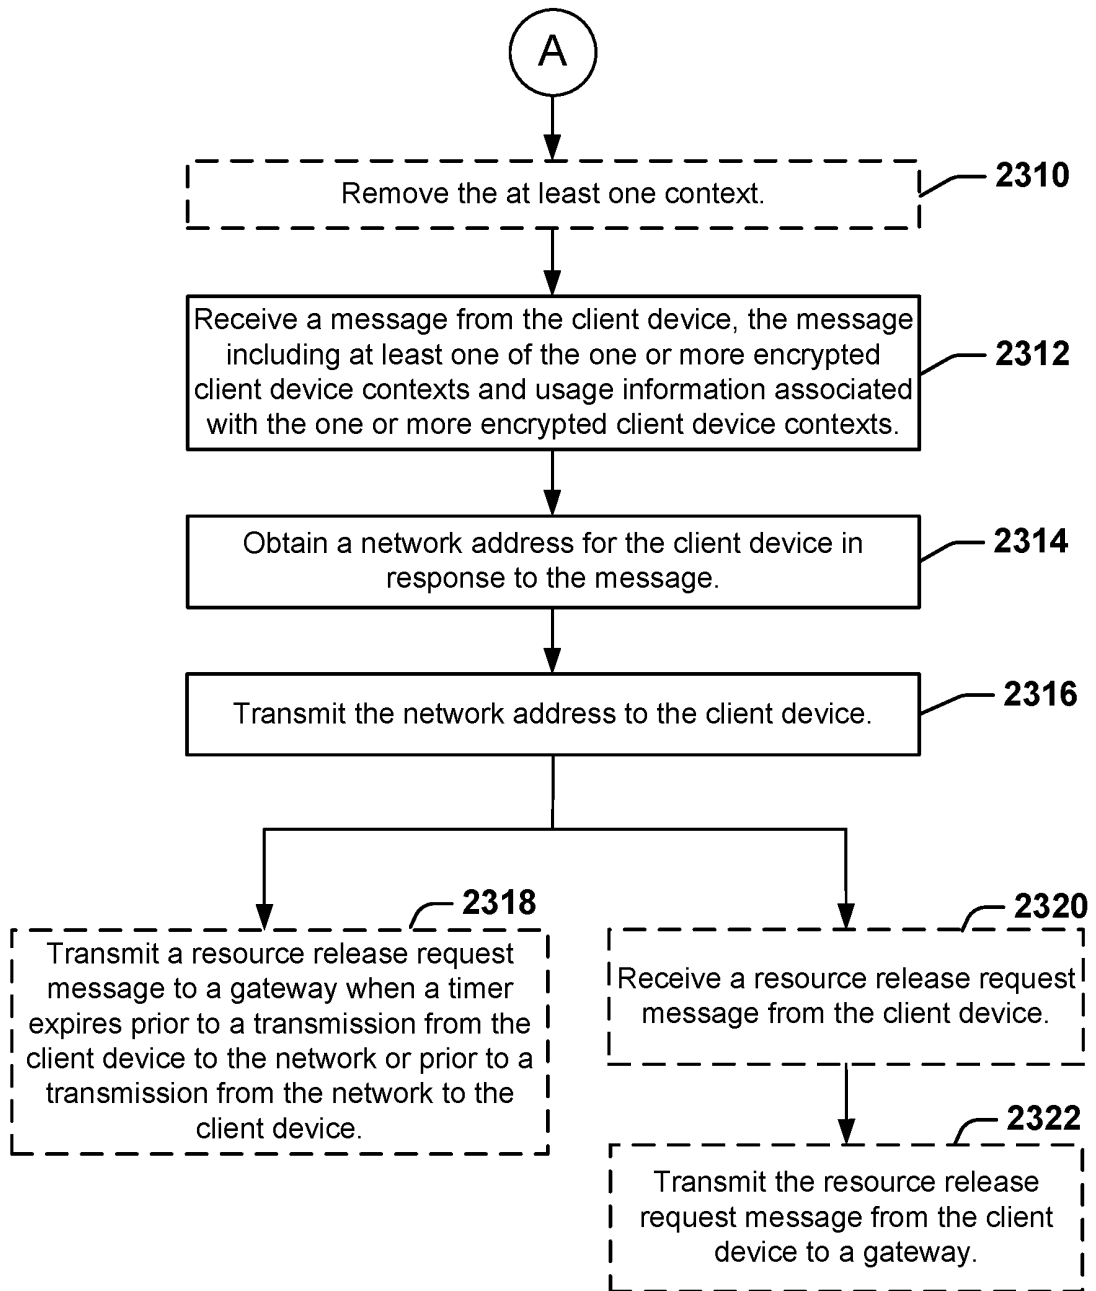 A
Remove the at least one context.
2310
Receive a message from the client device, the message
including at least one of the one or more encrypted
client device contexts and usage information associated
with the one or more encrypted client device contexts.
2312
Obtain a network address for the client device in
response to the message.
2314
Transmit the network address to the client device.
2316
2318
Transmit a resource release request
message to a gateway when a timer
expires prior to a transmission from the
client device to the network or prior to a
transmission from the network to the
client device.
2320
Receive a resource release request
message from the client device.
2322
Transmit the resource release
request message from the client
device to a gateway.